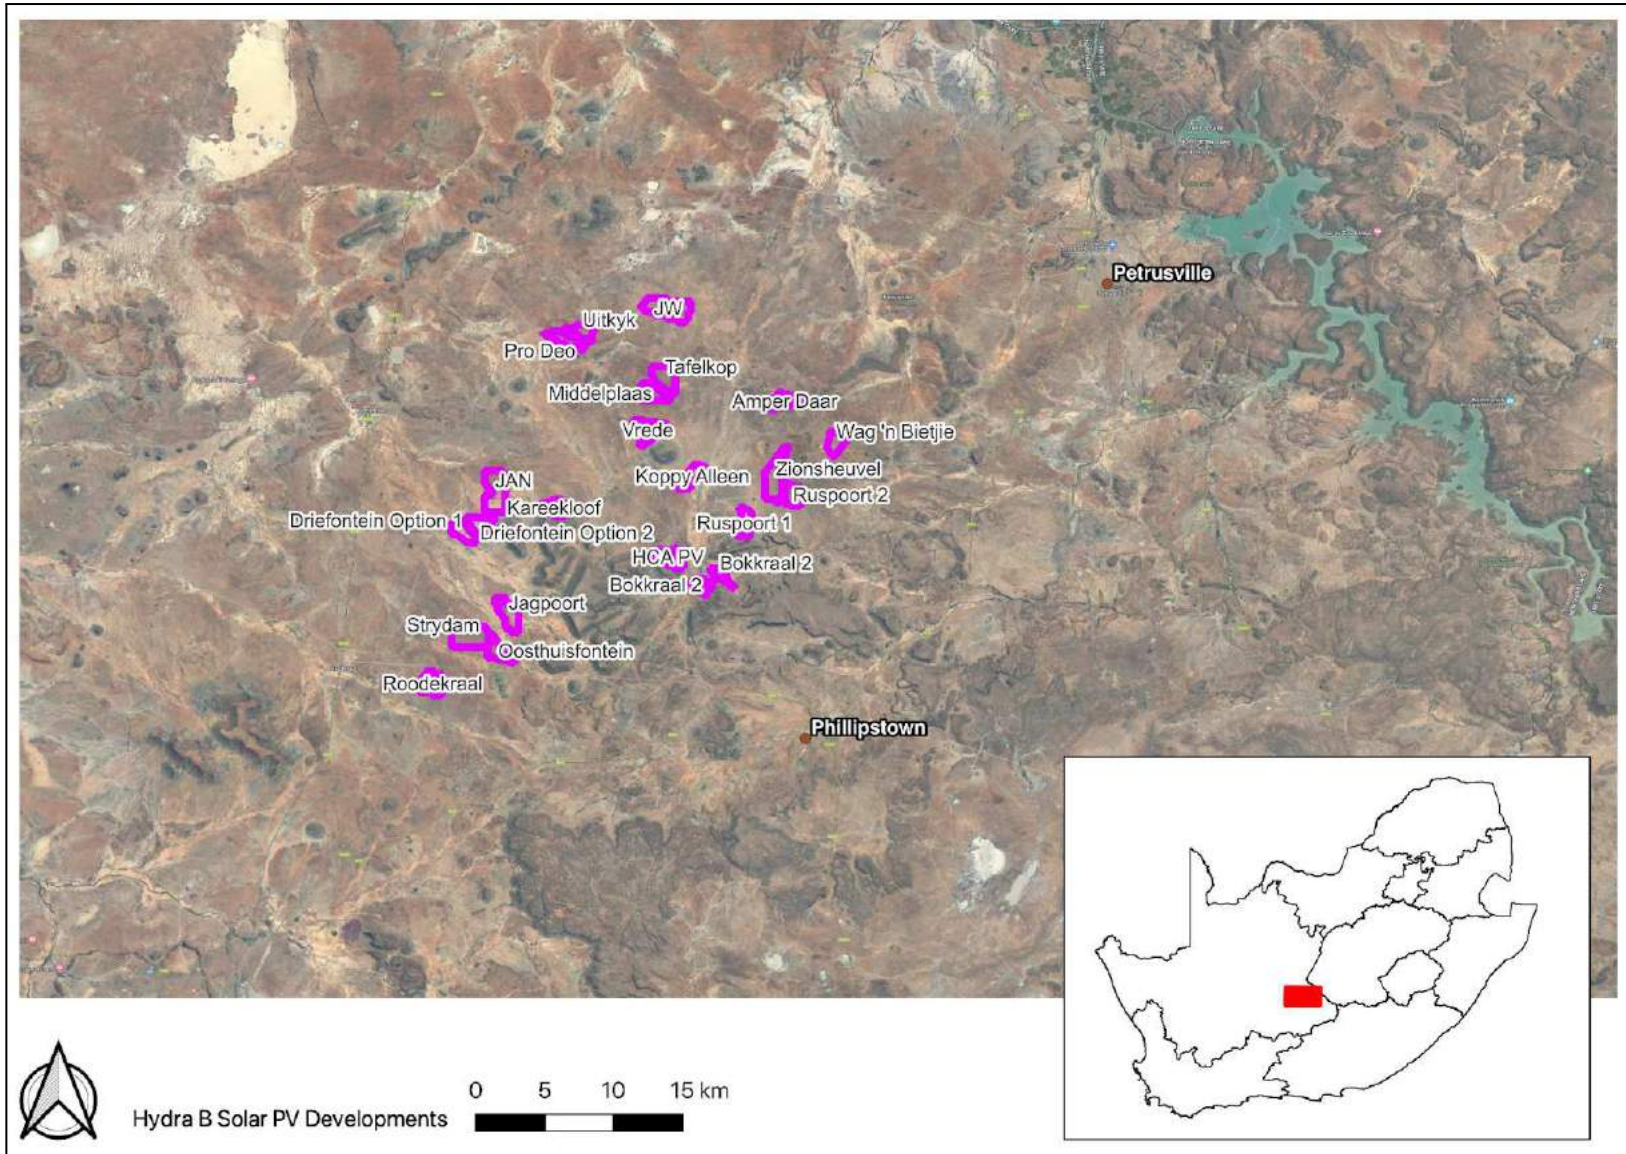 Petrusville
JW
Uitkyk
Pro Deo
Tafelkop
Middelplaas
Amper Daar
Vrede
Wag 'n Bietjie
Zionsheuvel
Koppy Alleen
JAN
Ruspoort 2
Kareekloof
Driefontein Option 1
Ruspoort 1
Driefontein Option 2
HCA PV
Bokkraal 2
Bokkraal 2
Jagpoort
Strydam
Oosthuisfontein
Roodekraal
Phillipstown
0 5 10 15 km
Hydra B Solar PV Developments